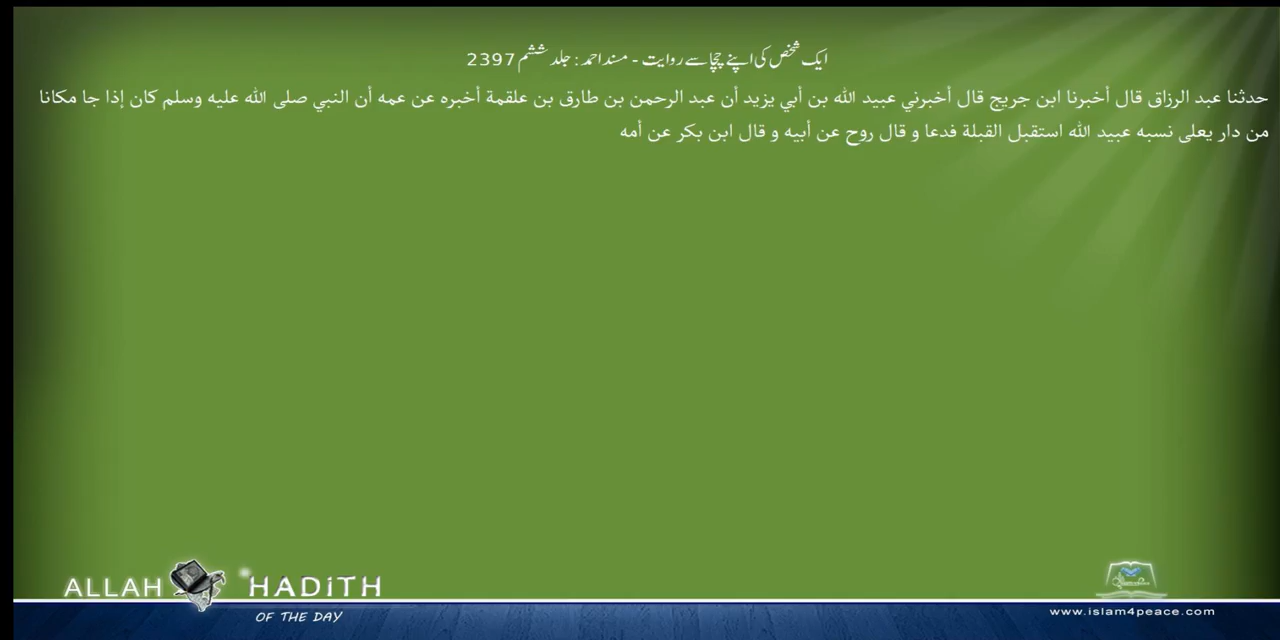 ایک شخص کی اپنے چچا سے روایت - مسند احمد : جلد ششم 2397
حدثنا عبد الرزاق قال أخبرنا ابن جريج قال أخبرني عبيد الله بن أبي يزيد أن عبد الرحمن بن طارق بن علقمة أخبره عن عمه أن النبي صلى الله عليه وسلم كان إذا جا مكانا
من دار يعلى نسبه عبيد الله استقبل القبلة فدعا و قال روح عن أبيه و قال ابن بكر عن أمه
ALLAH HADITH
OF THE DAY
www.islam4peace.com